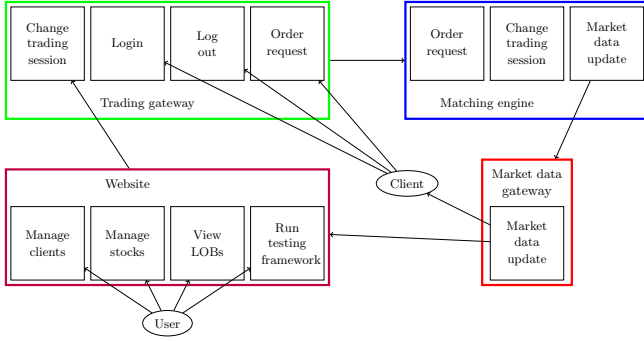 Change
trading
session
Login
Log
out
Order
request
Trading gateway
Order
request
Change
trading
session
Market
data
update
Matching engine
Client
Market data
gateway
Market
data
update
Website
Manage
clients
Manage
stocks
View
LOBs
Run
testing
framework
User